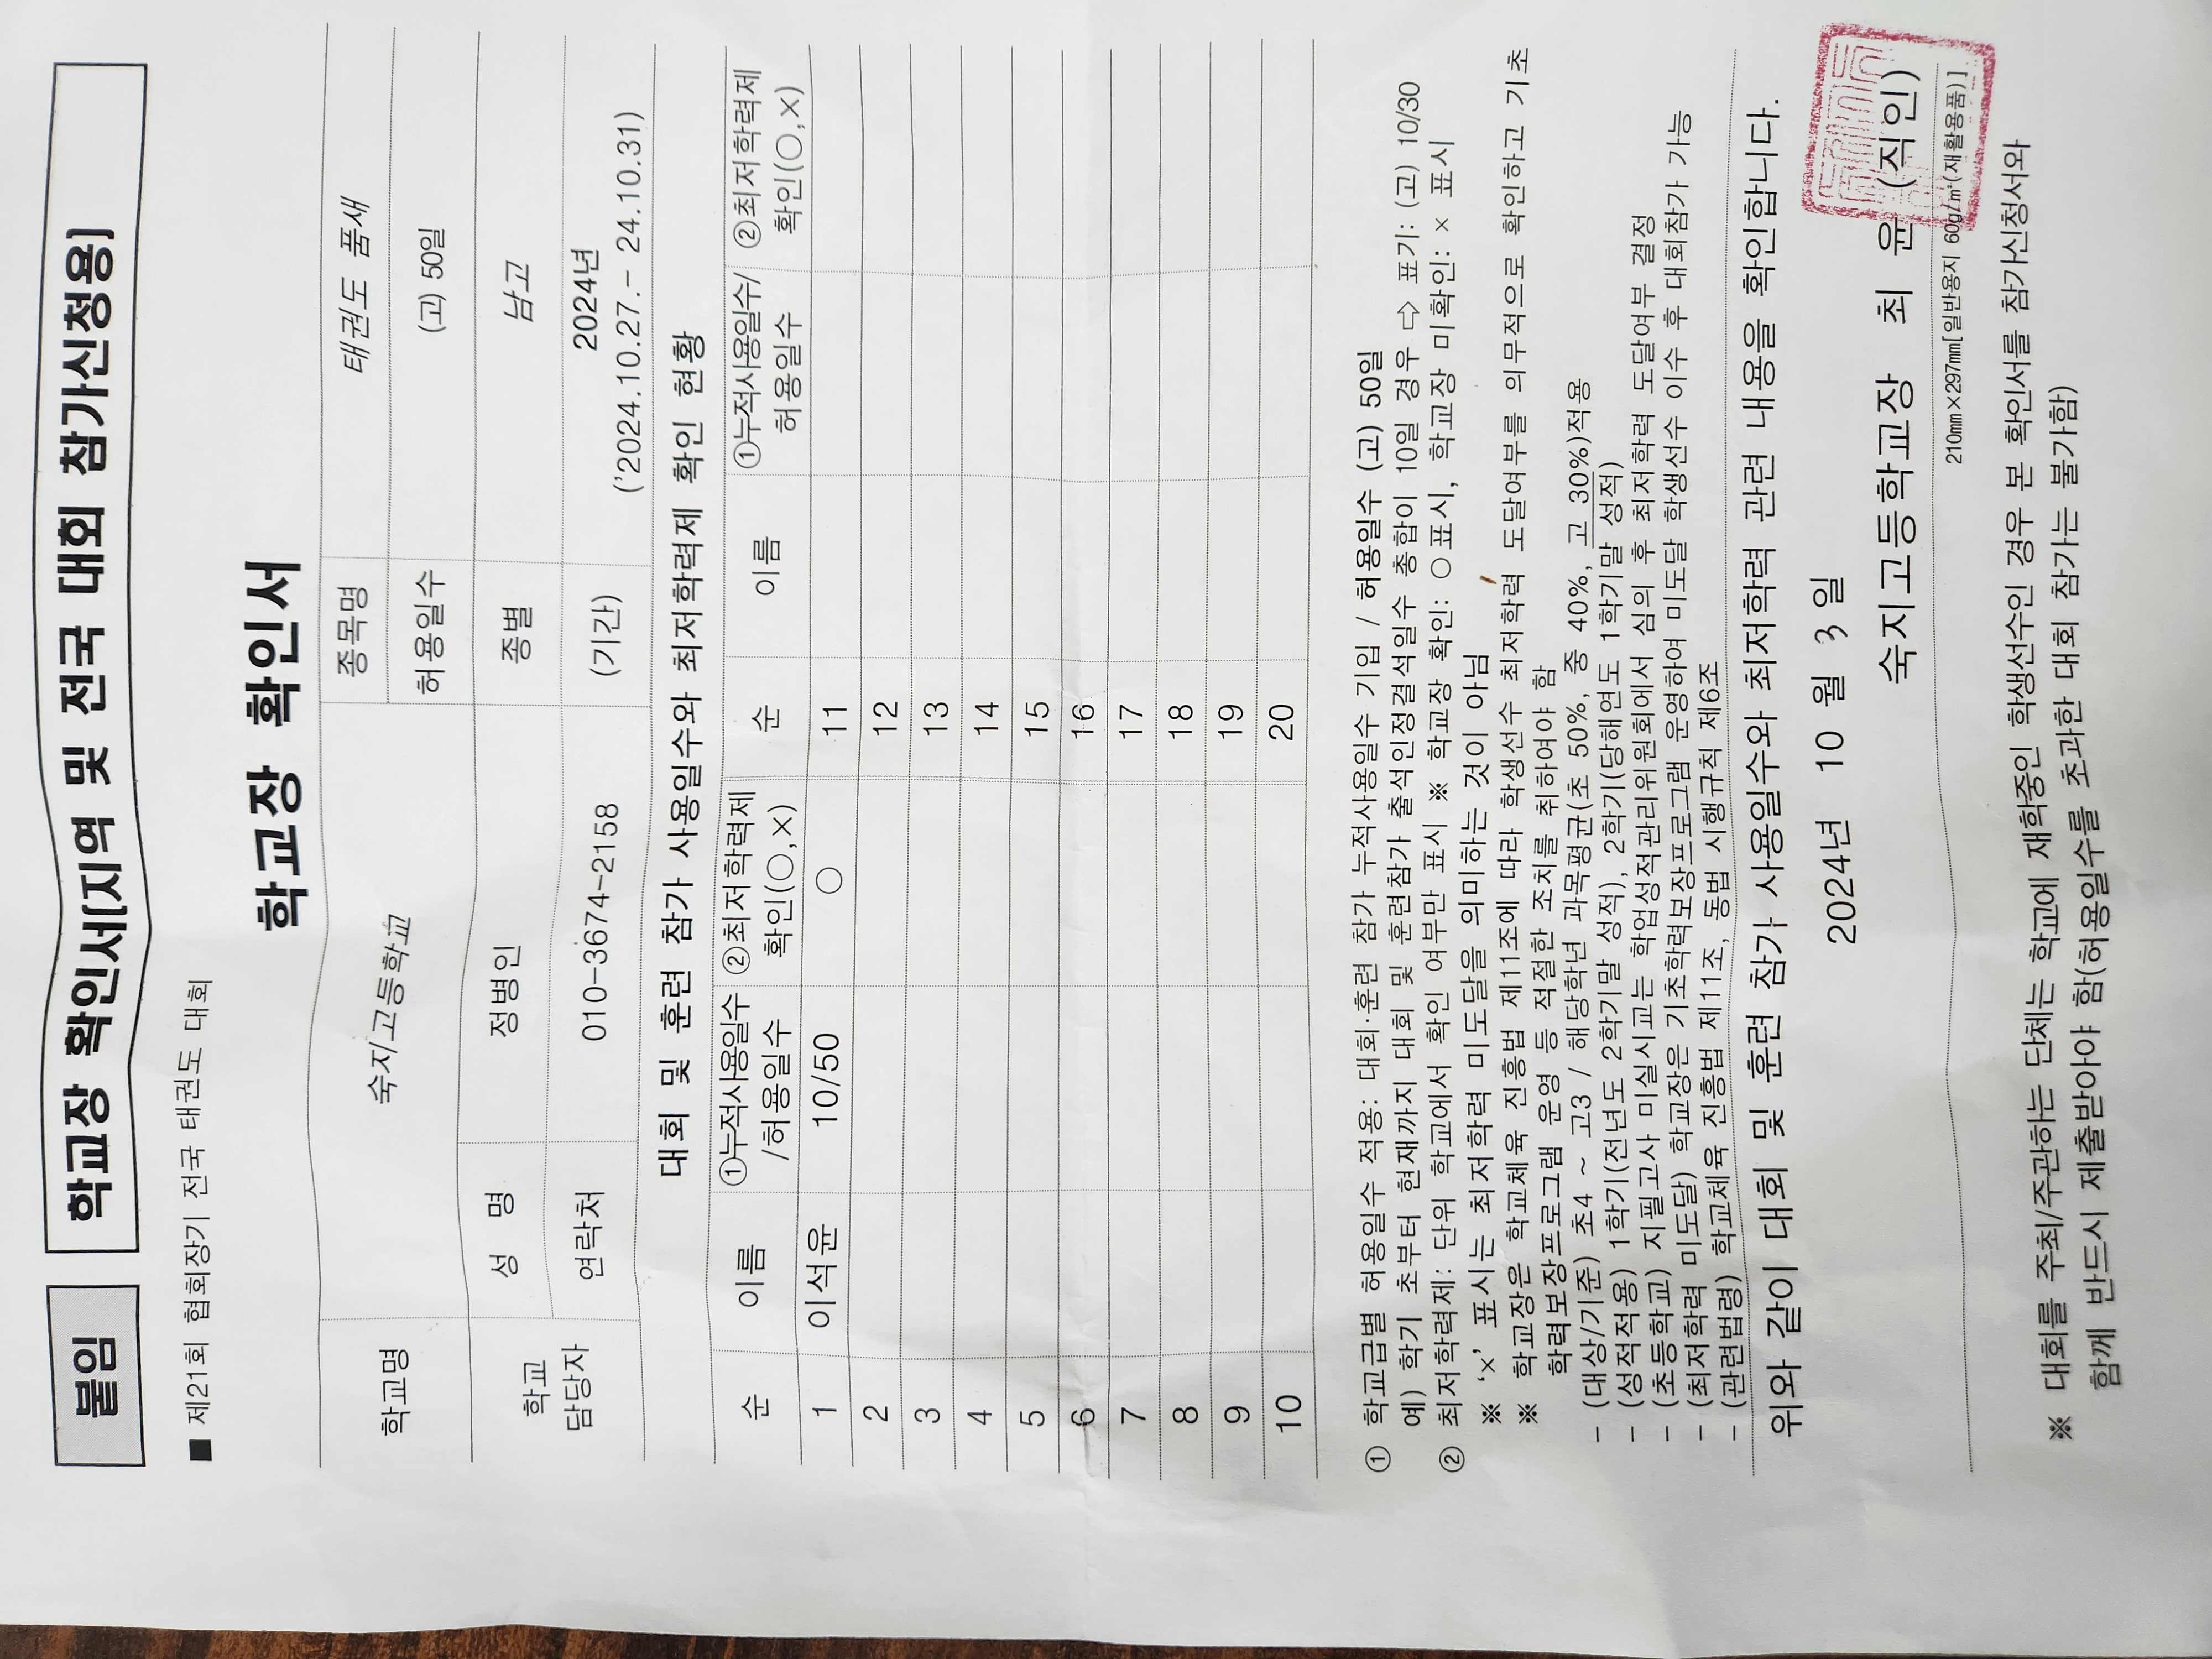 붙임
학교장 확인서[지역 및 전국 대회 참가신청용]
■ 제21회 협회장기 전국 태권도 대회
학교장 확인서
학교명 숙지고등학교 종목명 태권도 품새
허용일수 (고) 50일
학교 담당자 성 명 정병인 종별 남고
연락처 010-3674-2158 (기간) 2024년
('2024.10.27.- 24.10.31)
대회 및 훈련 참가 사용일수와 최저학력제 확인 현황
순 이름 ①누적사용일수/허용일수 ②최저학력제 확인(○,×) 순 이름 ①누적사용일수/허용일수 ②최저학력제 확인(○,×)
1 이석윤 10/50 ○ 11
2 12
3 13
4 14
5 15
6 16
7 17
8 18
9 19
10 20
① 학교급별 허용일수 적용: 대회·훈련 참가 누적사용일수 기입 / 허용일수 (고) 50일
예) 학기 초부터 현재까지 대회 및 훈련참가 출석인정결석일수 총합이 10일 경우 ⇨ 표기: (고) 10/30
② 최저학력제: 단위 학교에서 확인 여부만 표시 ※ 학교장 확인: ○표시, 학교장 미확인: × 표시
※ '×' 표시는 최저학력 미도달을 의미하는 것이 아님
※ 학교장은 학교체육 진흥법 제11조에 따라 학생선수 최저학력 도달여부를 의무적으로 확인하고 기초
학력보장프로그램 운영 등 적절한 조치를 취하여야 함
- (대상/기준) 초4 ~ 고3 / 해당학년 과목평균(초 50%, 중 40%, 고 30%)적용
- (성적적용) 1학기(전년도 2학기말 성적), 2학기(당해연도 1학기말 성적)
- (초등학교) 지필고사 미실시교는 학업성적관리위원회에서 심의 후 최저학력 도달여부 결정
- (최저학력 미도달) 학교장은 기초학력보장프로그램 운영하여 미도달 학생선수 이수 후 대회참가 가능
- (관련법령) 학교체육 진흥법 제11조, 동법 시행규칙 제6조
위와 같이 대회 및 훈련 참가 사용일수와 최저학력 관련 내용을 확인합니다.
2024년 10 월 3 일
숙지고등학교장 최 윤 (직인)
210㎜×297㎜[일반용지 60g/㎡(재활용품)]
※ 대회를 주최/주관하는 단체는 학교에 재학중인 학생선수인 경우 본 확인서를 참가신청서와
함께 반드시 제출받아야 함(허용일수를 초과한 대회 참가는 불가함)